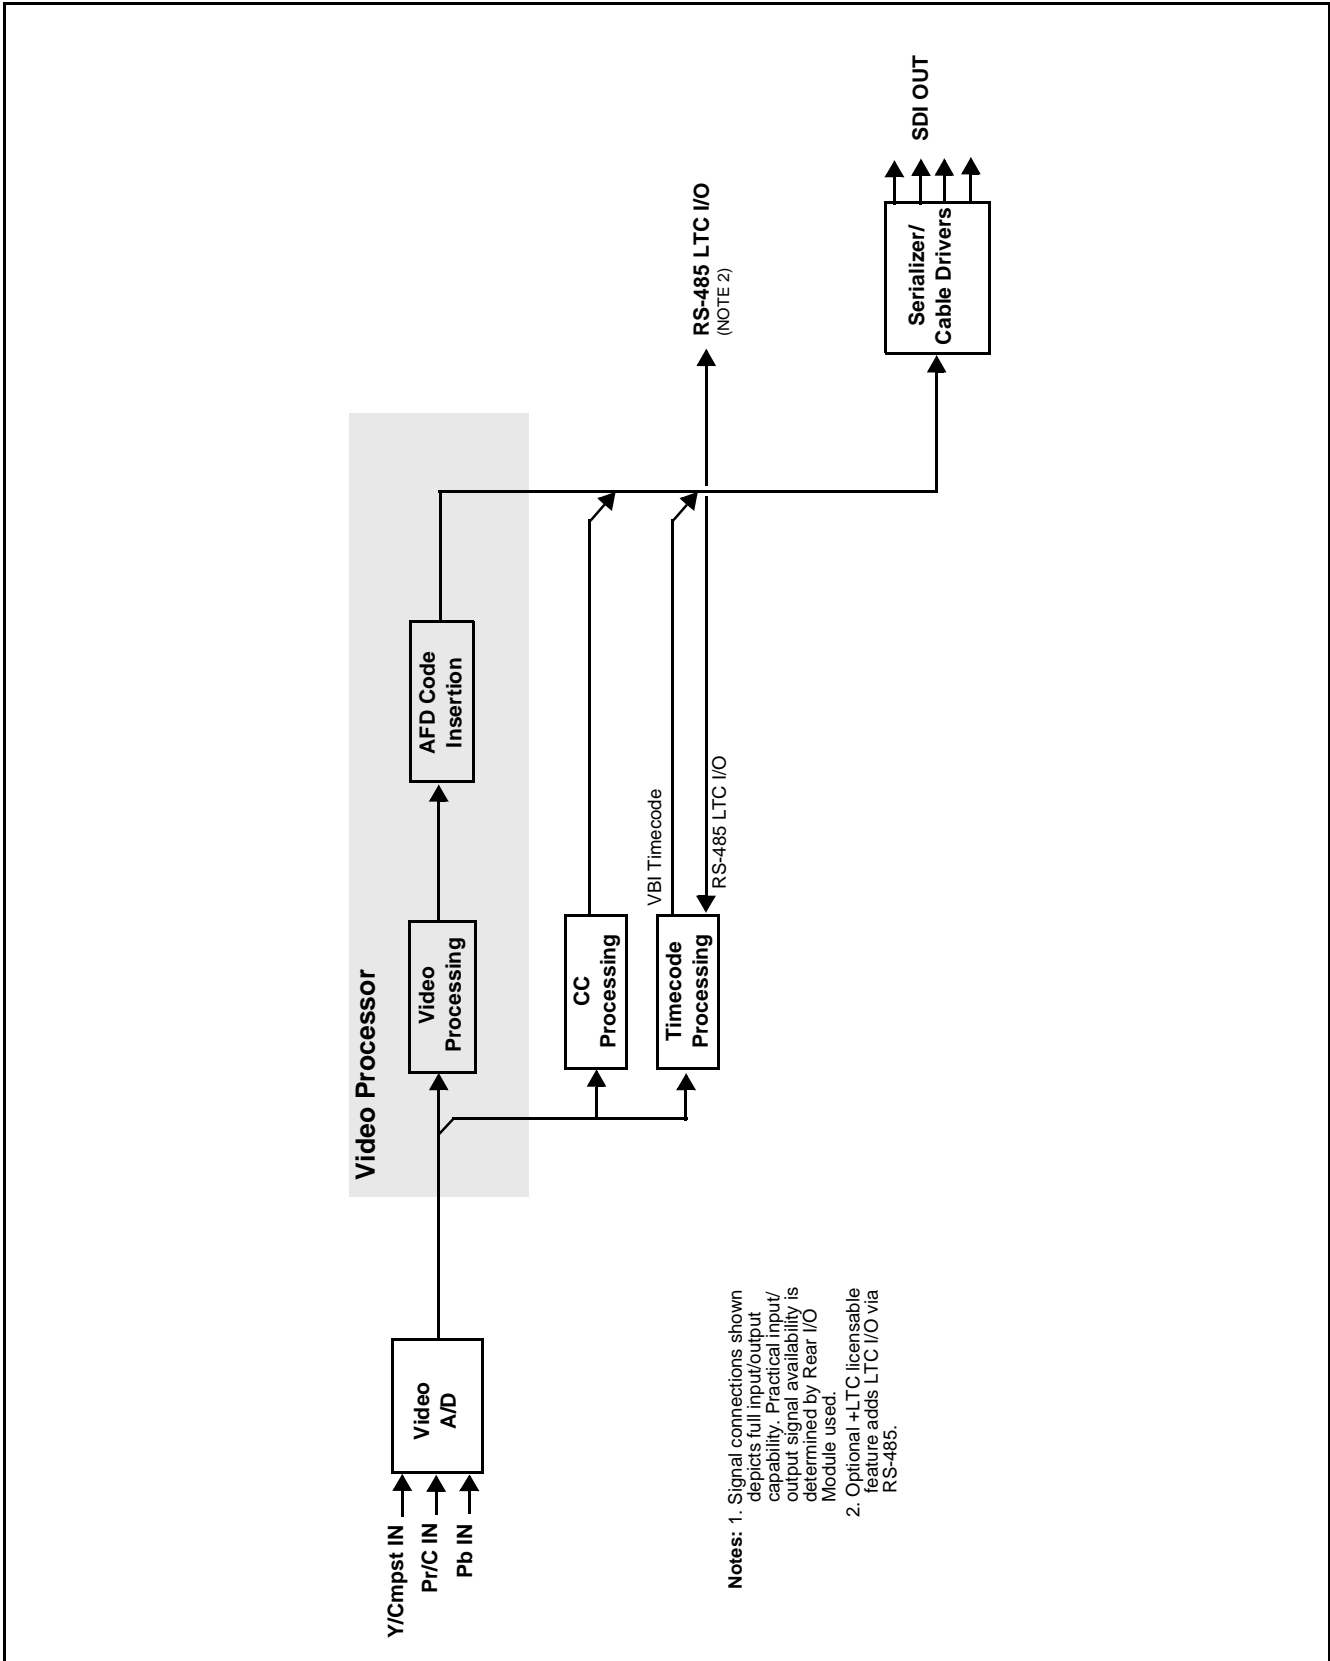 Y/Cmpst IN
Pr/C IN
Pb IN
Video
A/D
Video Processor
Video
Processing
AFD Code
Insertion
CC
Processing
Timecode
Processing
VBI Timecode
RS-485 LTC I/O
RS-485 LTC I/O
(NOTE 2)
Serializer/
Cable Drivers
SDI OUT
Notes: 1. Signal connections shown
depicts full input/output
capability. Practical input/
output signal availability is
determined by Rear I/O
Module used.
2. Optional +LTC licensable
feature adds LTC I/O via
RS-485.